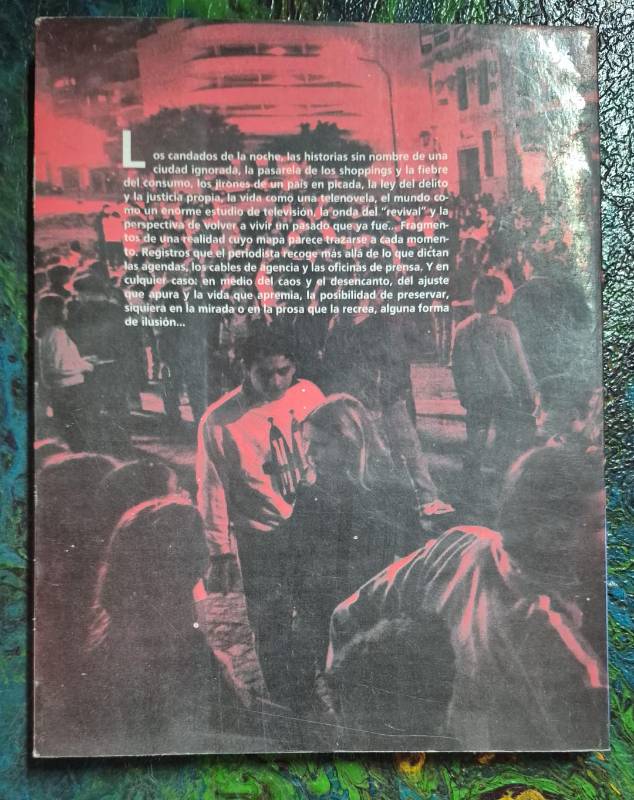 Los candados de la noche, las historias sin nombre de una
ciudad ignorada, la pasarela de los shoppings y la fiebre
del consumo, los jirones de un país en picada, la ley del delito
y la justicia propia, la vida como una telenovela, el mundo co-
mo un enorme estudio de televisión, la onda del "revival" y la
perspectiva de volver a vivir un pasado que ya fue... Fragmen-
tos de una realidad cuyo mapa parece trazarse a cada momen-
to. Registros que el periodista recoge más allá de lo que dictan
las agendas, los cables de agencia y las oficinas de prensa. Y en
culquier caso: en medio del caos y el desencanto, del ajuste
que apura y la vida que apremia, la posibilidad de preservar,
siquiera en la mirada o en la prosa que la recrea, alguna forma
de ilusión...